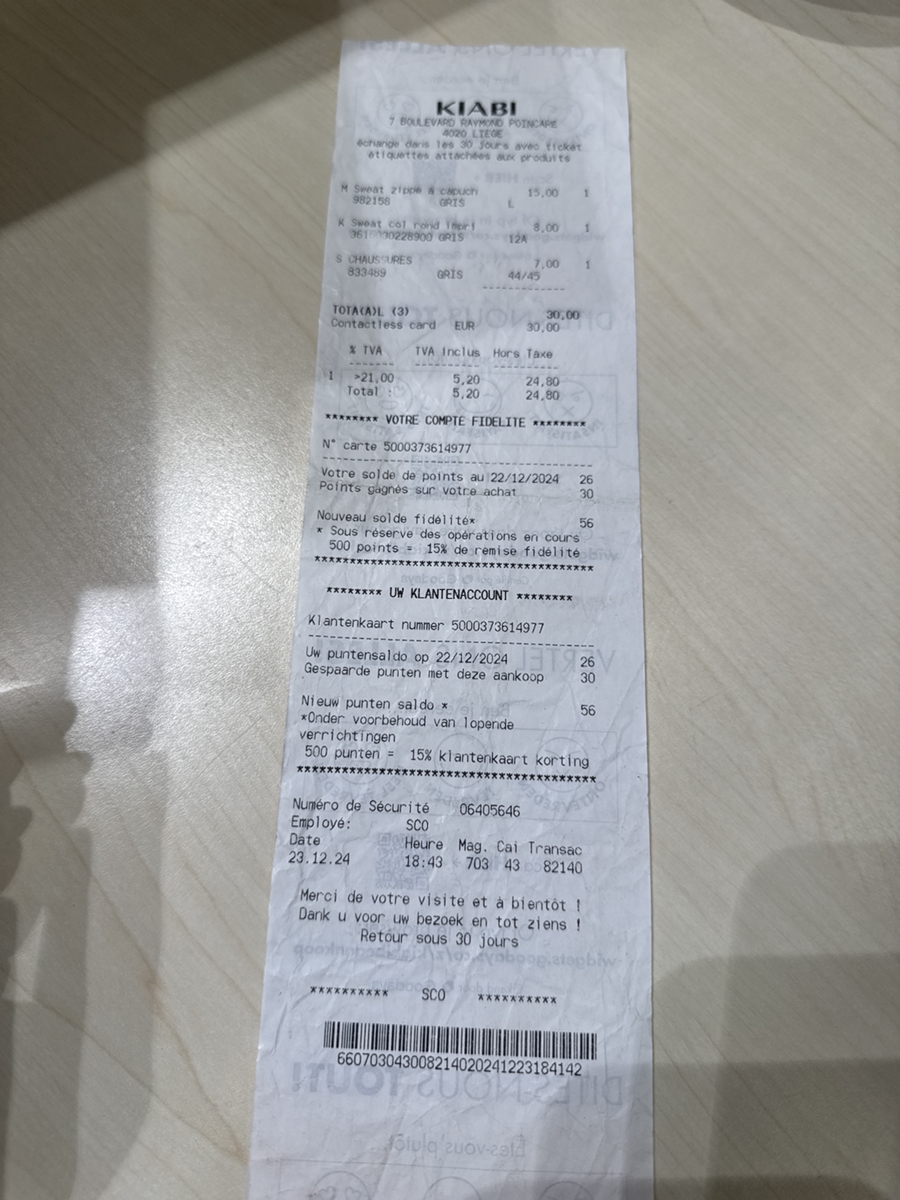 KIABI
7 BOULEVARD RAYMOND POINCARE
4020 LIEGE
échange dans les 30 jours avec ticket
étiquettes attachées aux produits
M Sweat zippé à capuch 15,00 1
982158 GRIS L
K Sweat col rond impri 8,00 1
GRIS 12A
S CHAUSSURES 7,00 1
833489 GRIS 44/45
------------
TOTA(A)L (3) 30,00
Contactless card EUR 30,00
% TVA TVA Inclus Hors Taxe
------- --------- ---------
1 >21,00 5,20 24,80
Total : 5,20 24,80
******** VOTRE COMPTE FIDELITE ********
N° carte 5000373614977
Votre solde de points au 22/12/2024 26
Points gagnés sur votre achat 30
Nouveau solde fidélité* 56
* Sous réserve des opérations en cours
500 points = 15% de remise fidélité
******** UW KLANTENACCOUNT ********
Klantenkaart nummer 5000373614977
Uw puntensaldo op 22/12/2024 26
Gespaarde punten met deze aankoop 30
Nieuw punten saldo * 56
*Onder voorbehoud van lopende
verrichtingen
500 punten = 15% klantenkaart korting
Numéro de Sécurité 06405646
Employé: SCO
Date Heure Mag. Cai Transac
23.12.24 18:43 703 43 82140
Merci de votre visite et à bientôt !
Dank u voor uw bezoek en tot ziens !
Retour sous 30 jours
********** SCO **********
660703043008214020241223184142